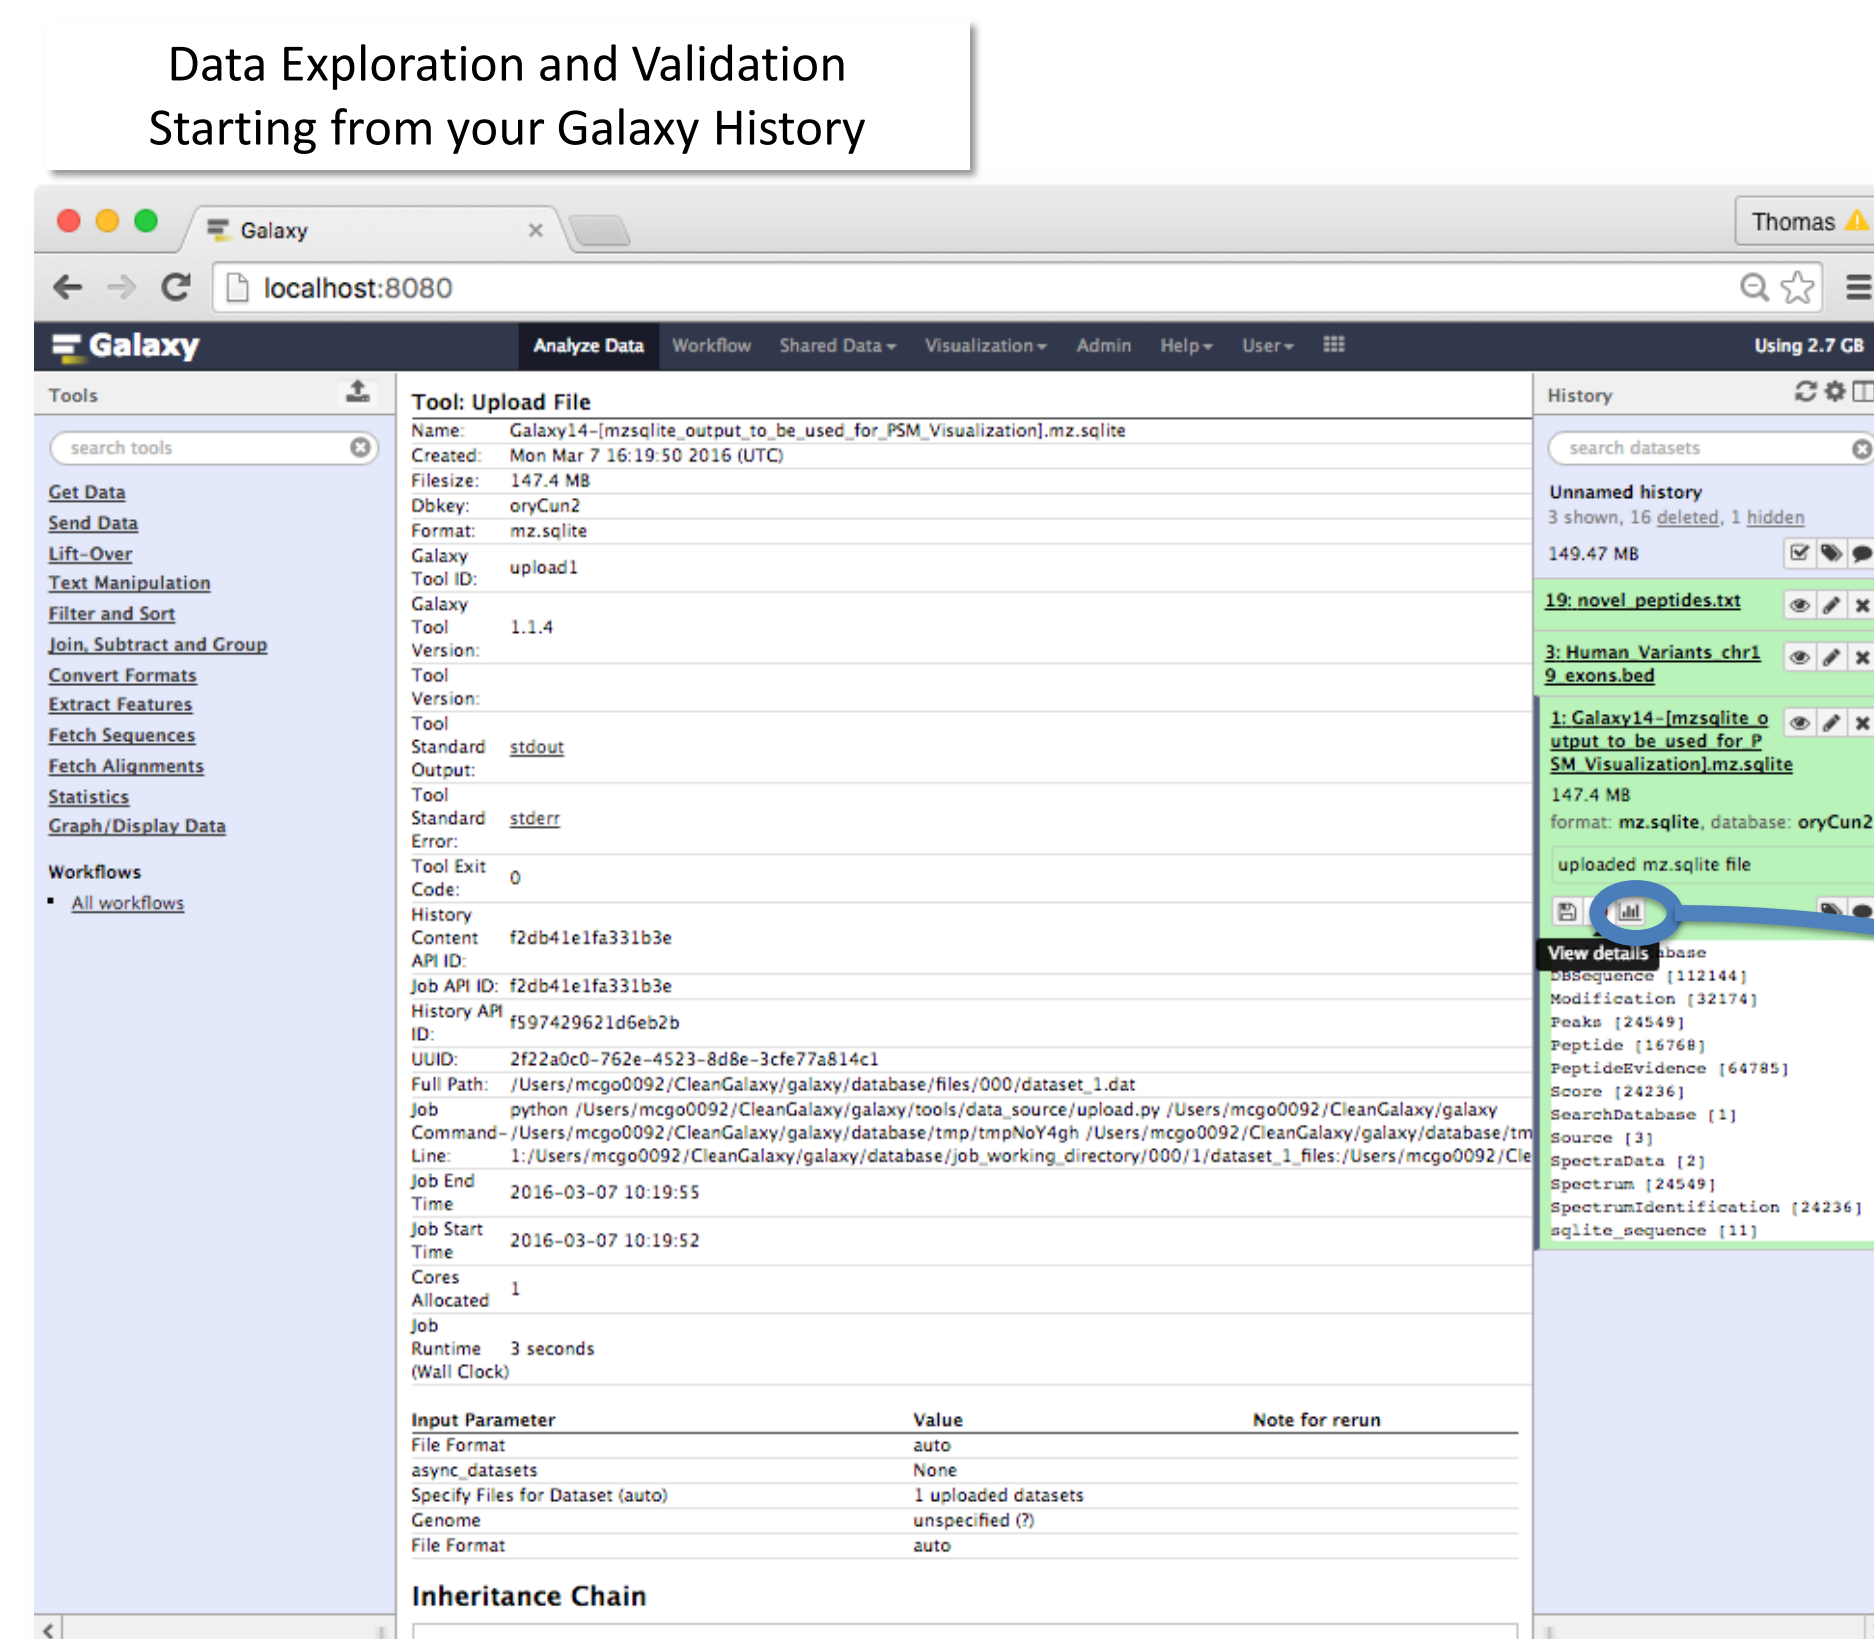 Data Exploration and Validation
Starting from your Galaxy History
Galaxy
Thomas
localhost:8080
Galaxy
Analyze Data
Workflow
Shared Data
Visualization
Admin
Help
User
Using 2.7 GB
Tools
search tools
Get Data
Send Data
Lift-Over
Text Manipulation
Filter and Sort
Join, Subtract and Group
Convert Formats
Extract Features
Fetch Sequences
Fetch Alignments
Statistics
Graph/Display Data
Workflows
All workflows
Tool: Upload File
Name: Galaxy14-[mzsqlite_output_to_be_used_for_PSM_Visualization].mz.sqlite
Created: Mon Mar 7 16:19:50 2016 (UTC)
Filesize: 147.4 MB
Dbkey: oryCun2
Format: mz.sqlite
Galaxy
Tool ID: upload1
Galaxy
Tool 1.1.4
Version:
Tool
Version:
Tool
Standard stdout
Output:
Tool
Standard stderr
Error:
Tool Exit
Code: 0
History
Content f2db41e1fa331b3e
API ID:
Job API ID: f2db41e1fa331b3e
History API
ID: f597429621d6eb2b
UUID: 2f22a0c0-762e-4523-8d8e-3cfe77a814c1
Full Path: /Users/mcgo0092/CleanGalaxy/galaxy/database/files/000/dataset_1.dat
Job python /Users/mcgo0092/CleanGalaxy/galaxy/tools/data_source/upload.py /Users/mcgo0092/CleanGalaxy/galaxy
Command- /Users/mcgo0092/CleanGalaxy/galaxy/database/tmp/tmpNoY4gh /Users/mcgo0092/CleanGalaxy/galaxy/database/tm
Line: 1:/Users/mcgo0092/CleanGalaxy/galaxy/database/job_working_directory/000/1/dataset_1_files:/Users/mcgo0092/Cle
Job End
Time 2016-03-07 10:19:55
Job Start
Time 2016-03-07 10:19:52
Cores
Allocated 1
Job
Runtime 3 seconds
(Wall Clock)
Input Parameter Value Note for rerun
File Format auto
async_datasets None
Specify Files for Dataset (auto) 1 uploaded datasets
Genome unspecified (?)
File Format auto
Inheritance Chain
History
search datasets
Unnamed history
3 shown, 16 deleted, 1 hidden
149.47 MB
19: novel_peptides.txt
3: Human_Variants_chr1
9_exons.bed
1: Galaxy14-[mzsqlite_o
utput_to_be_used_for_P
SM_Visualization].mz.sqlite
147.4 MB
format: mz.sqlite, database: oryCun2
uploaded mz.sqlite file
View details
DBSequence [112144]
Modification [32174]
Peaks [24549]
Peptide [16768]
PeptideEvidence [64785]
Score [24236]
SearchDatabase [1]
Source [3]
SpectraData [2]
Spectrum [24549]
SpectrumIdentification [24236]
sqlite_sequence [11]